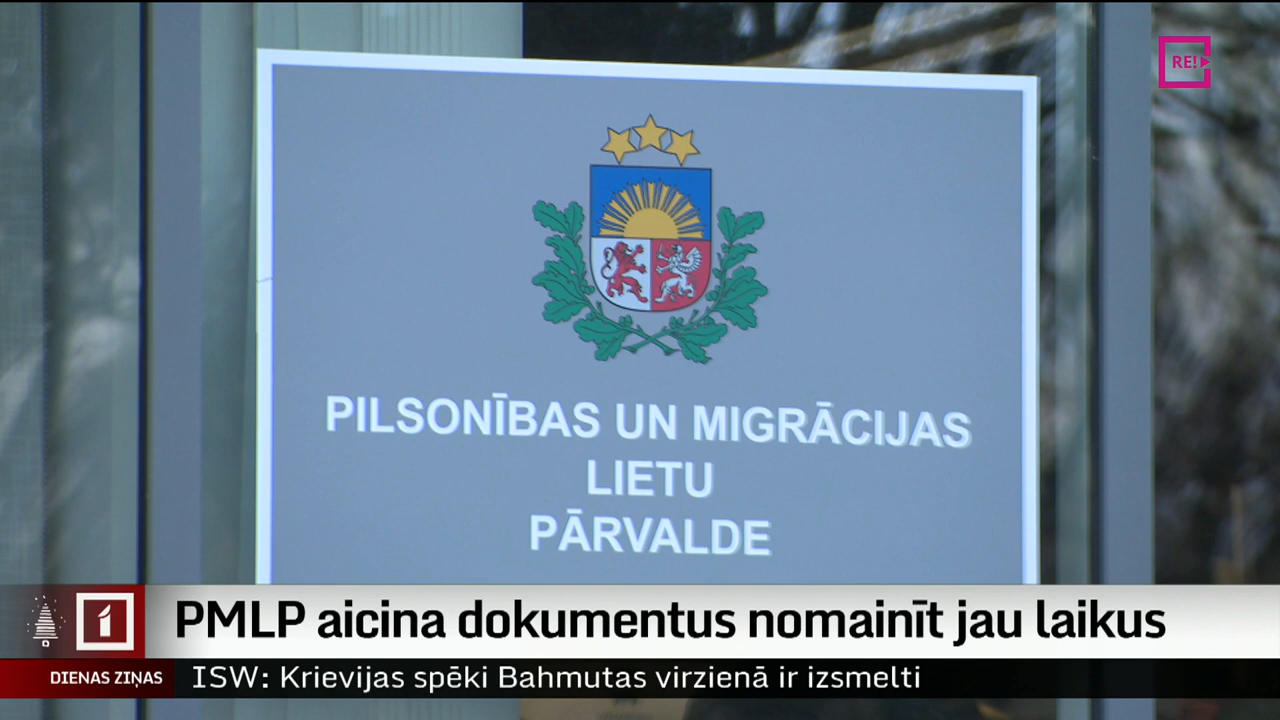 RE!
PILSONĪBAS UN MIGRĀCIJAS
LIETU
PĀRVALDE
1
PMLP aicina dokumentus nomainīt jau laikus
DIENAS ZIŅAS
ISW: Krievijas spēki Bahmutas virzienā ir izsmelti